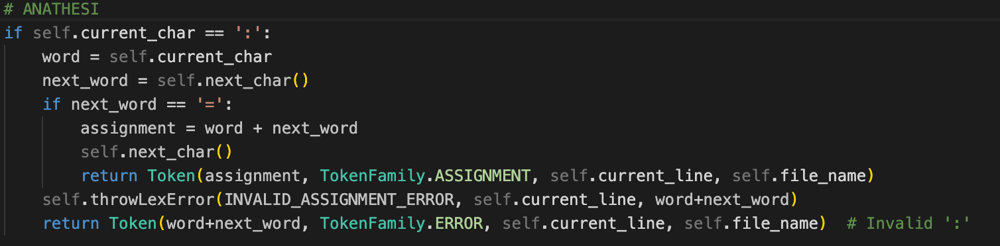 # ANATHESI
if self.current_char == ':':
    word = self.current_char
    next_word = self.next_char()
    if next_word == '=':
        assignment = word + next_word
        self.next_char()
        return Token(assignment, TokenFamily.ASSIGNMENT, self.current_line, self.file_name)
    self.throwLexError(INVALID_ASSIGNMENT_ERROR, self.current_line, word+next_word)
    return Token(word+next_word, TokenFamily.ERROR, self.current_line, self.file_name)  # Invalid ':'